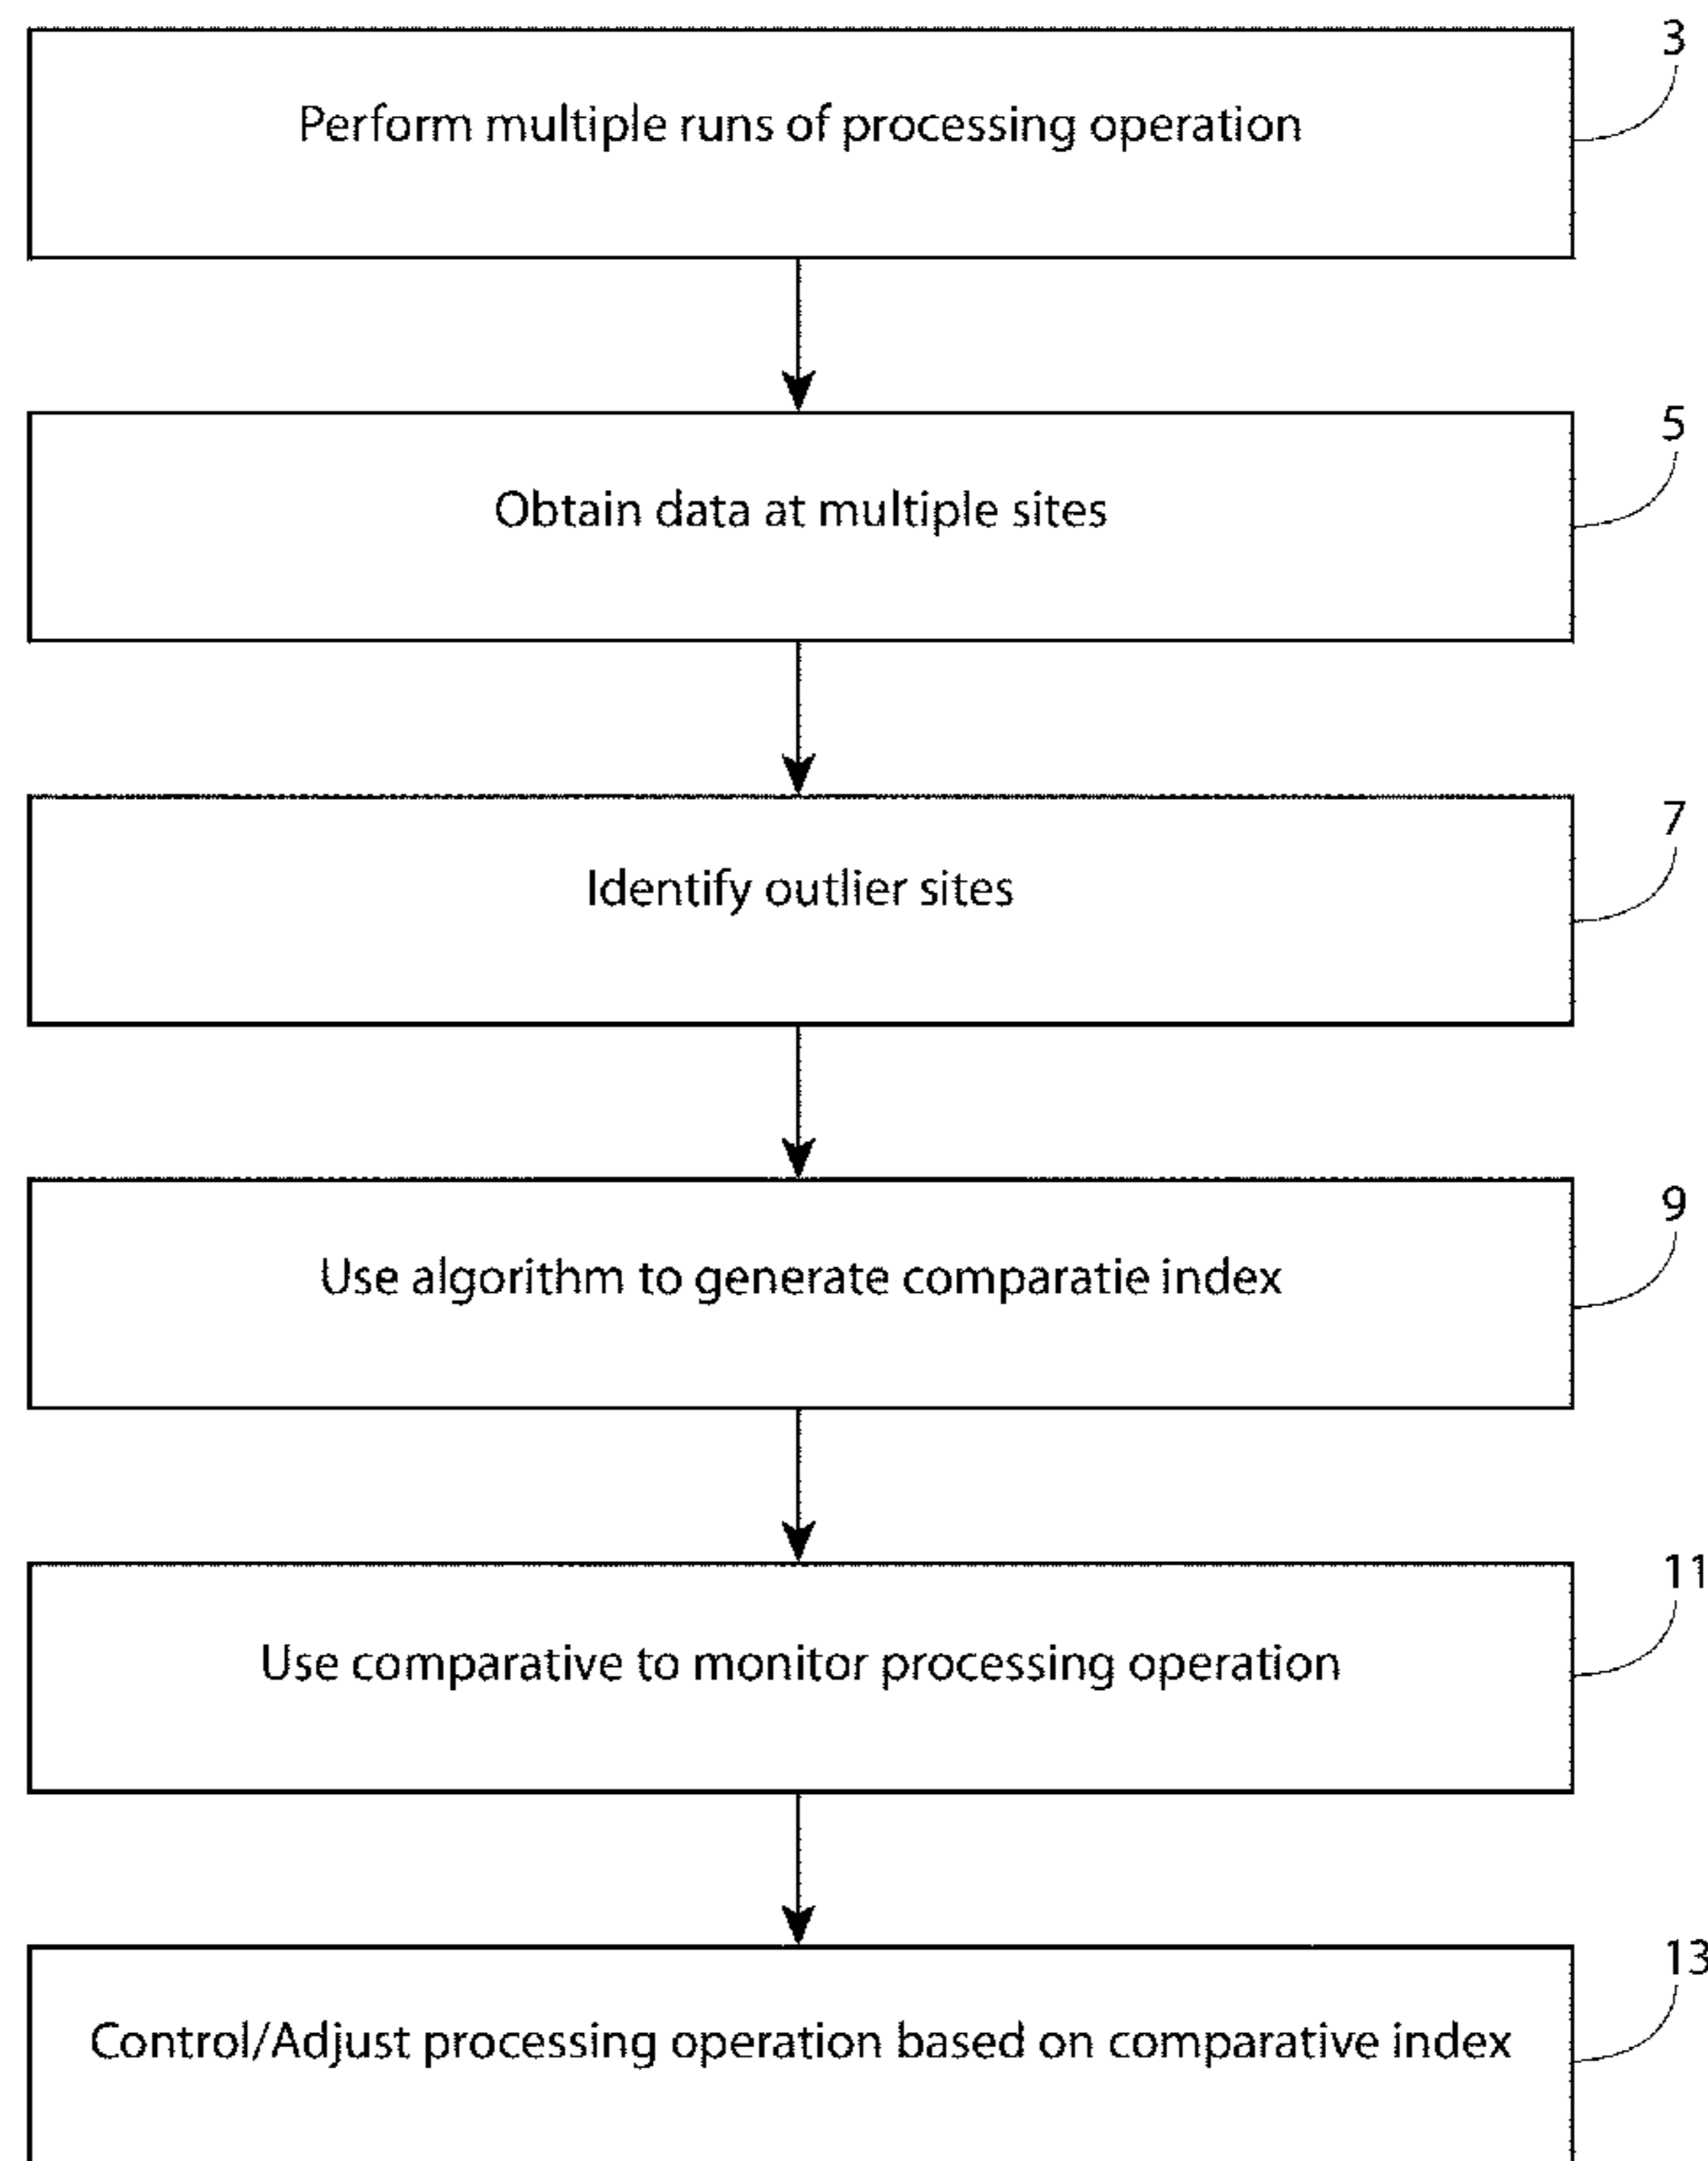 3
Perform multiple runs of processing operation
5
Obtain data at multiple sites
7
Identify outlier sites
9
Use algorithm to generate comparatie index
11
Use comparative to monitor processing operation
13
Control/Adjust processing operation based on comparative index